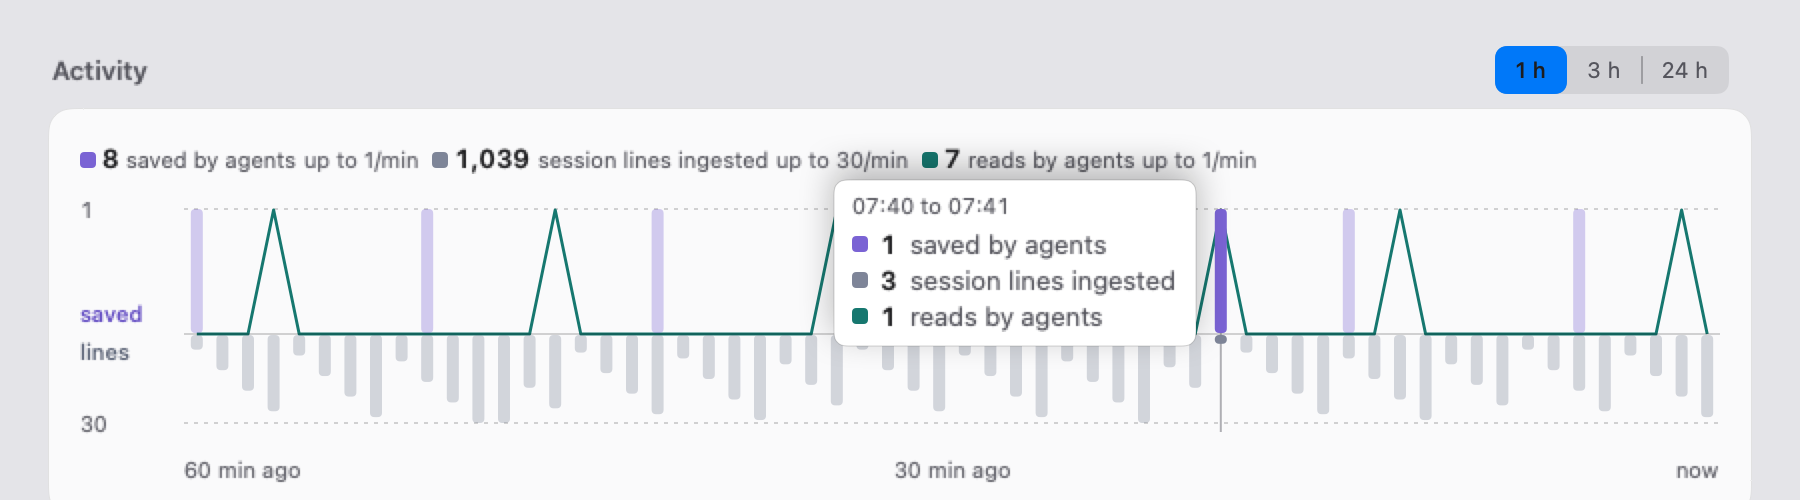 Activity
1 h 3 h 24 h
8 saved by agents up to 1/min 1,039 session lines ingested up to 30/min 7 reads by agents up to 1/min
07:40 to 07:41
1 saved by agents
3 session lines ingested
1 reads by agents
1
saved
lines
30
60 min ago 30 min ago now